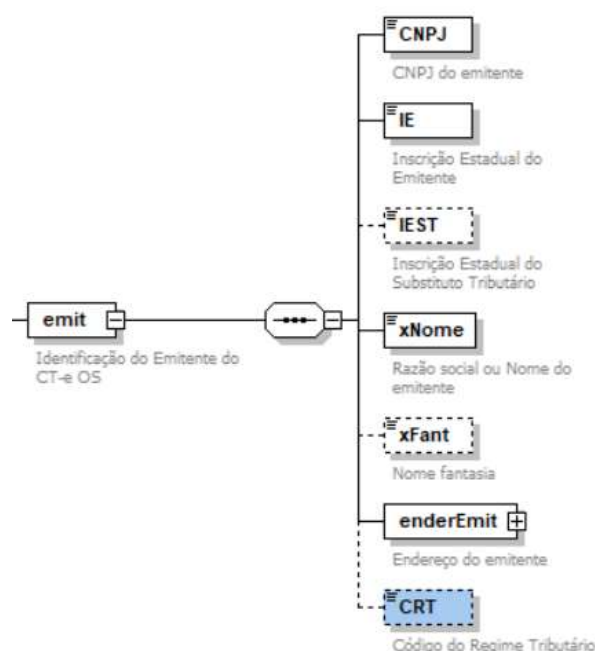 CNPJ
CNPJ do emitente
IE
Inscrição Estadual do
Emitente
IEST
Inscrição Estadual do
Substituto Tributário
emit
Identificação do Emitente do
CT-e OS
xNome
Razão social ou Nome do
emitente
xFant
Nome fantasia
enderEmit
Endereço do emitente
CRT
Código do Regime Tributário